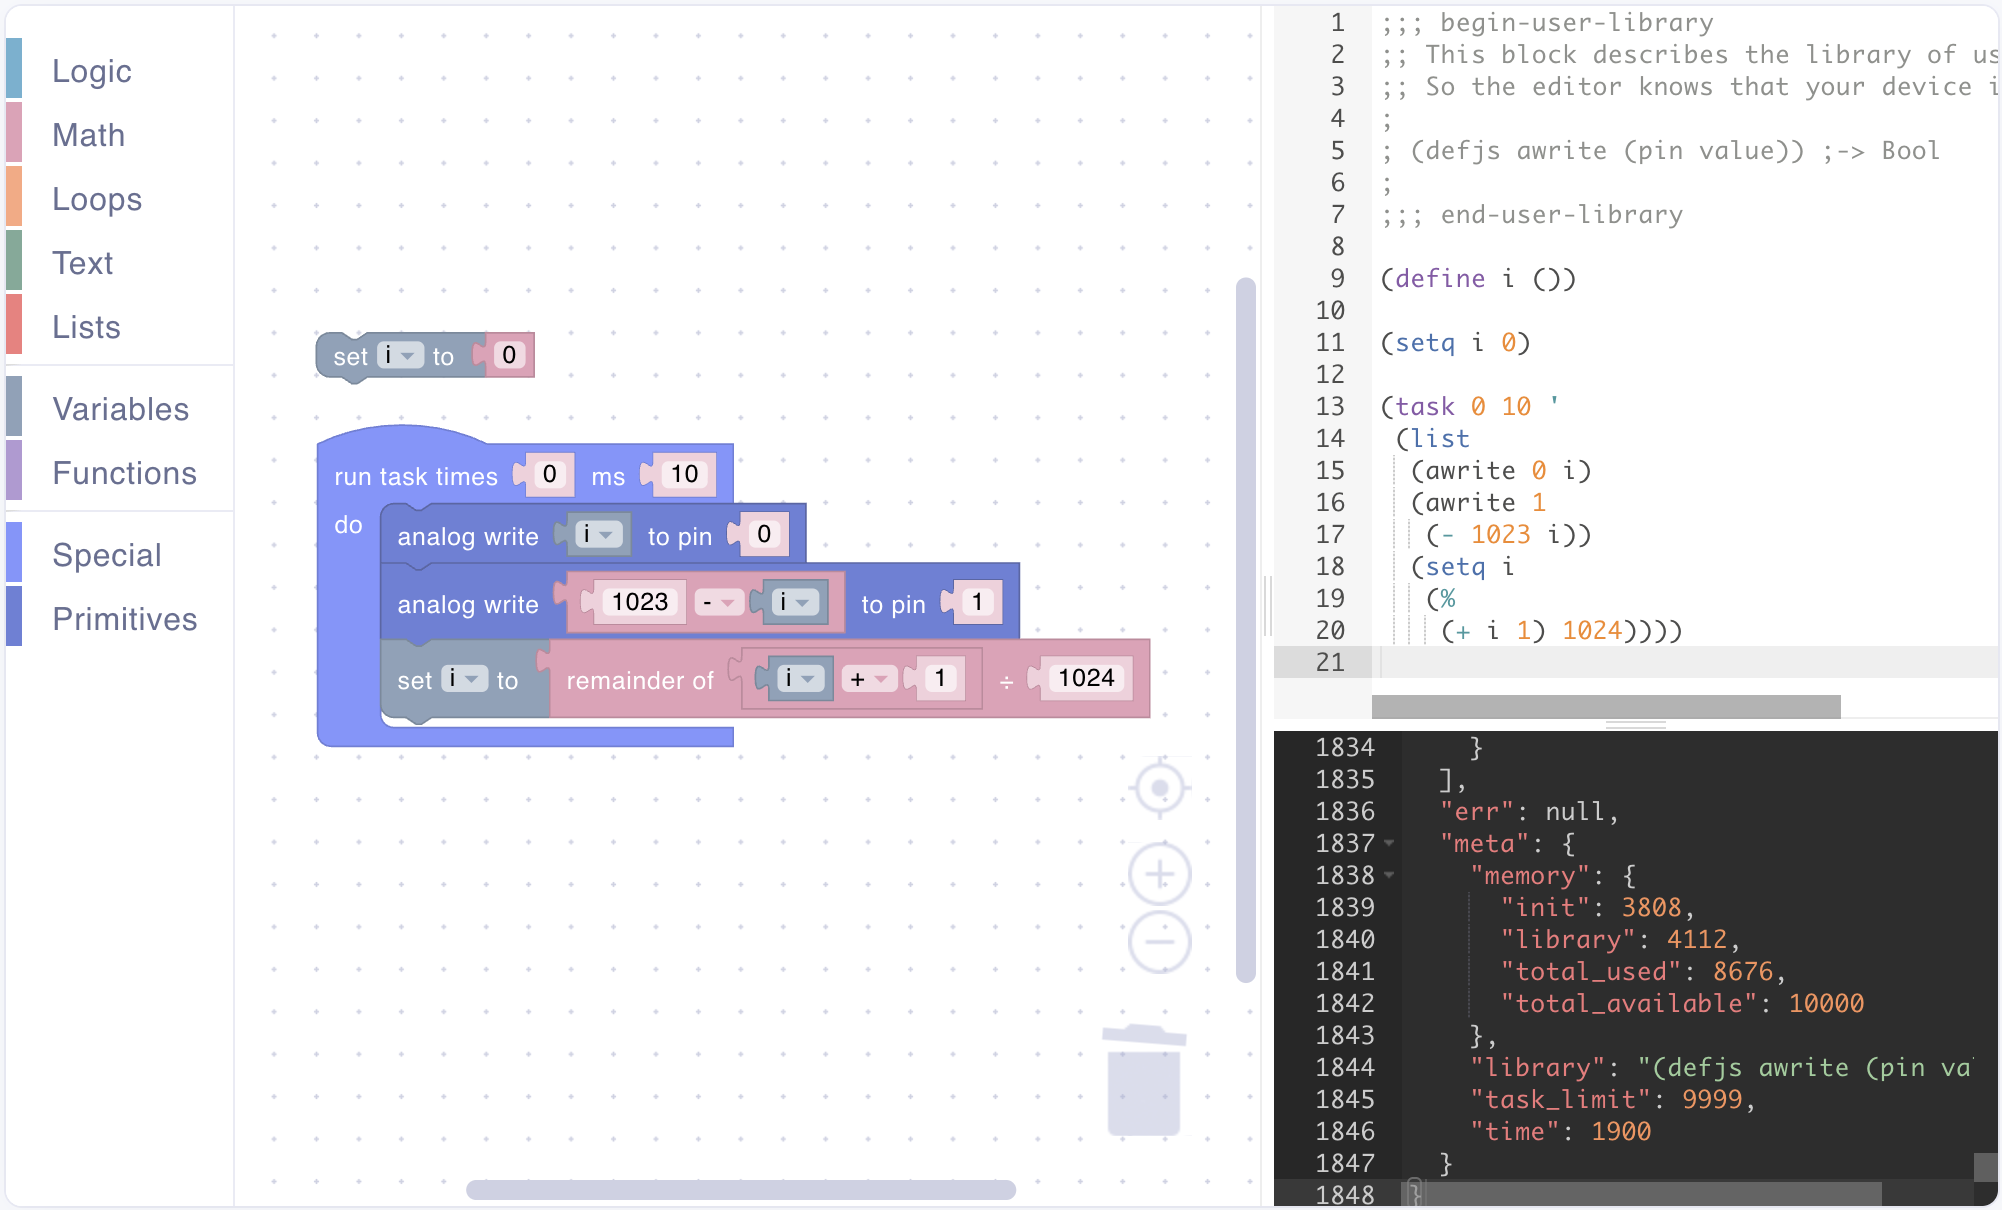 Logic
Math
Loops
Text
Lists
Variables
Functions
Special
Primitives
set i to 0
run task times 0 ms 10
do
analog write i to pin 0
analog write 1023 - i to pin 1
set i to remainder of i + 1 ÷ 1024
1 ;;; begin-user-library
2 ;; This block describes the library of us
3 ;; So the editor knows that your device i
4 ;
5 ; (defjs awrite (pin value)) ;-> Bool
6 ;
7 ;;; end-user-library
8
9 (define i ())
10
11 (setq i 0)
12
13 (task 0 10 '
14 (list
15 (awrite 0 i)
16 (awrite 1
17 (- 1023 i))
18 (setq i
19 (%
20 (+ i 1) 1024))))
21
1834 }
1835 ],
1836 "err": null,
1837 "meta": {
1838 "memory": {
1839 "init": 3808,
1840 "library": 4112,
1841 "total_used": 8676,
1842 "total_available": 10000
1843 },
1844 "library": "(defjs awrite (pin va
1845 "task_limit": 9999,
1846 "time": 1900
1847 }
1848 }